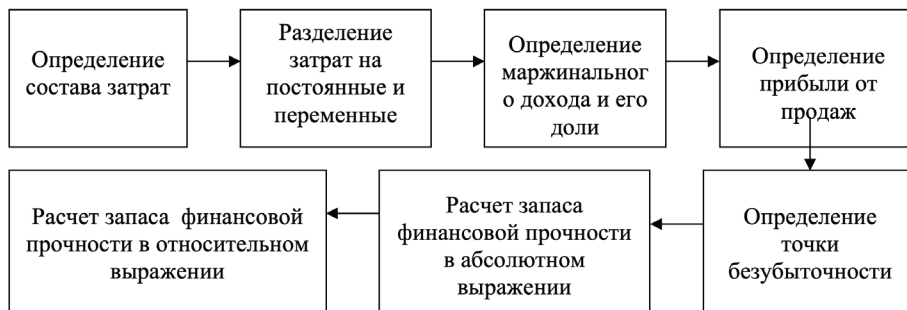 Определение
состава затрат
Разделение
затрат на
постоянные и
переменные
Определение
маржинальног
о дохода и его
доли
Определение
прибыли от
продаж
Определение
точки
безубыточности
Расчет запаса
финансовой прочности
в абсолютном
выражении
Расчет запаса финансовой
прочности в относительном
выражении